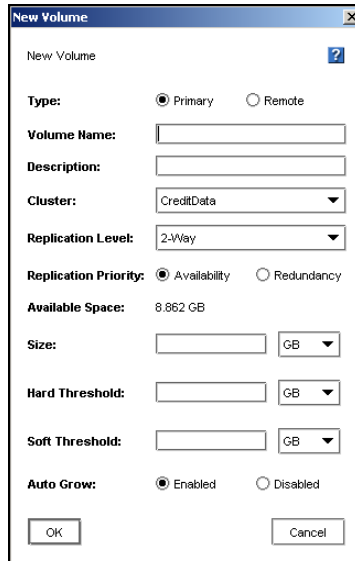 New Volume
New Volume ?
Type: Primary Remote
Volume Name:
Description:
Cluster: CreditData
Replication Level: 2-Way
Replication Priority: Availability Redundancy
Available Space: 8.862 GB
Size: GB
Hard Threshold: GB
Soft Threshold: GB
Auto Grow: Enabled Disabled
OK Cancel